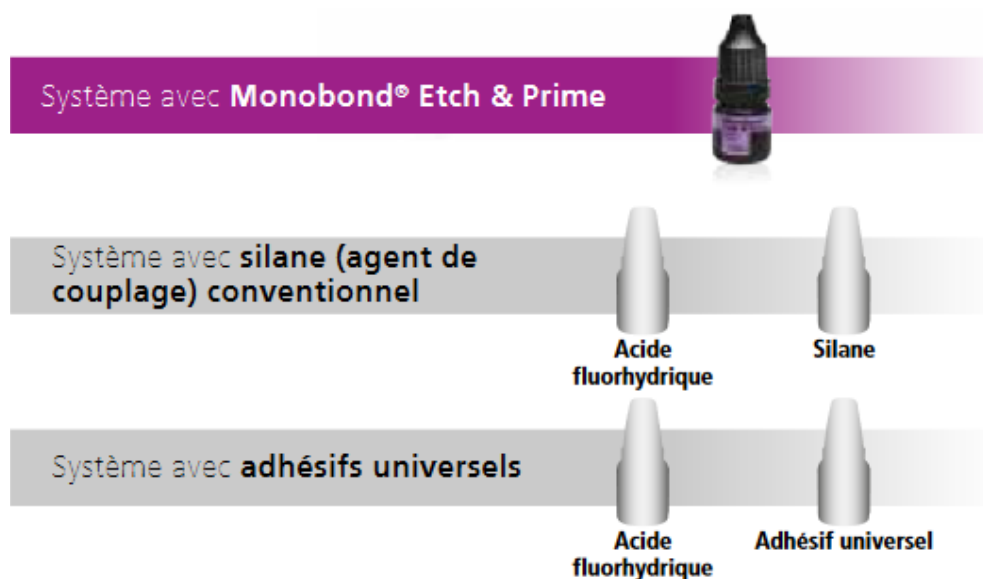 Système avec Monobond® Etch & Prime
Système avec silane (agent de
couplage) conventionnel
Acide
fluorhydrique
Silane
Système avec adhésifs universels
Acide
fluorhydrique
Adhésif universel